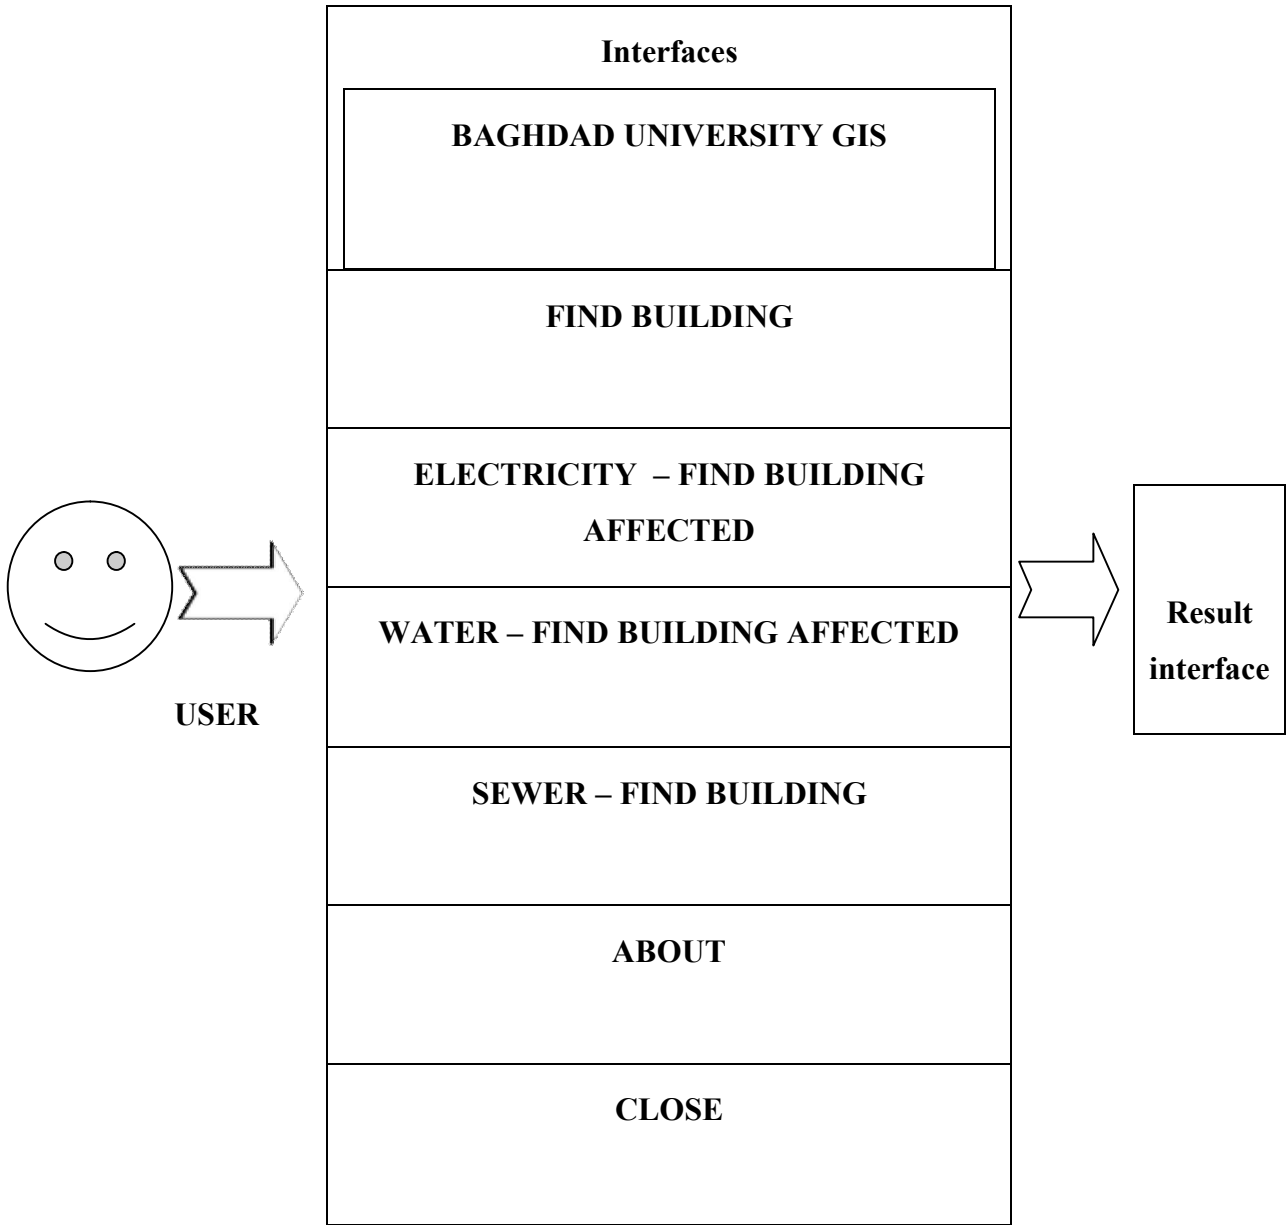 Interfaces
BAGHDAD UNIVERSITY GIS
FIND BUILDING
ELECTRICITY – FIND BUILDING
AFFECTED
WATER – FIND BUILDING AFFECTED
SEWER – FIND BUILDING
ABOUT
CLOSE
USER
Result
interface